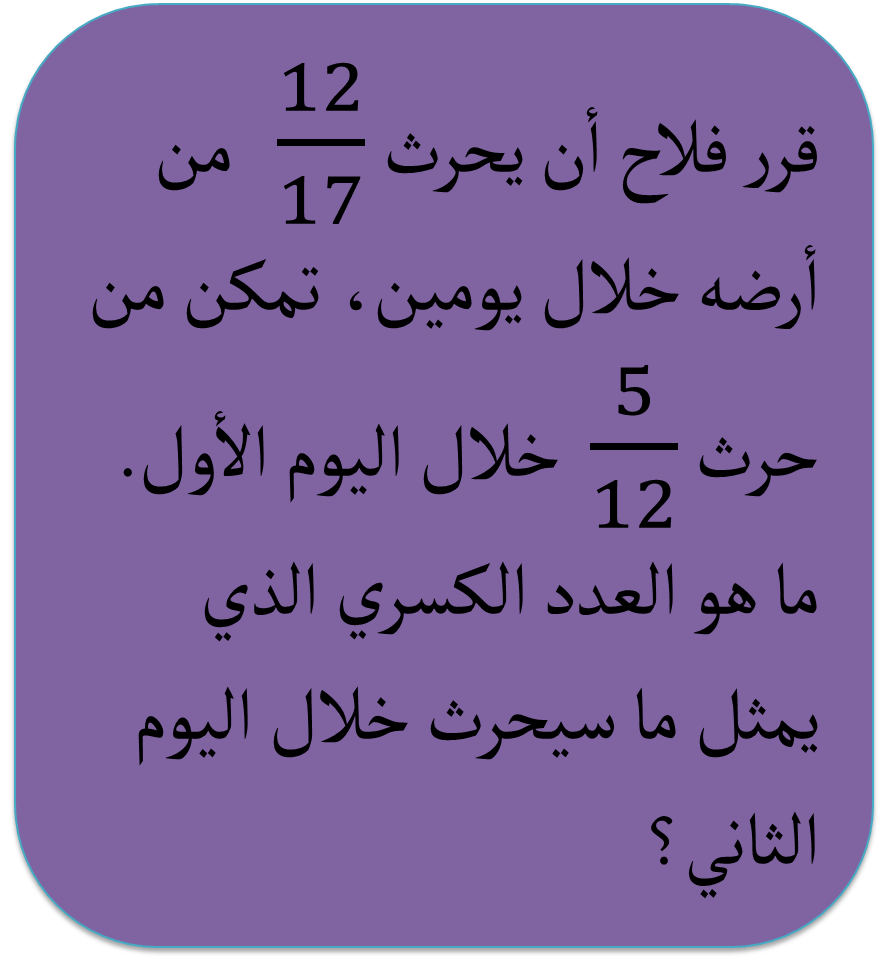 قرر فلاح أن يحرث 12/17 من
أرضه خلال يومين، تمكن من
حرث 5/12 خلال اليوم الأول.
ما هو العدد الكسري الذي
يمثل ما سيحرث خلال اليوم
الثاني ؟